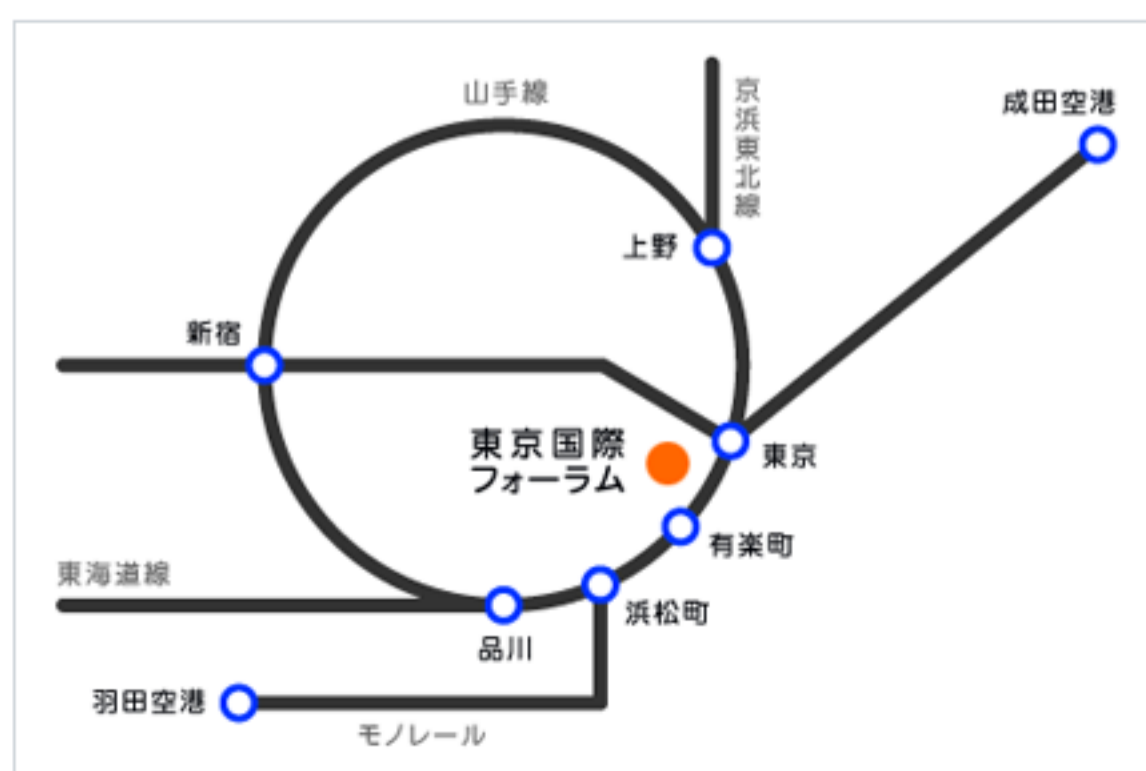 山手線
京浜東北線
成田空港
上野
新宿
東京国際
フォーラム
東京
有楽町
東海道線
浜松町
品川
羽田空港
モノレール